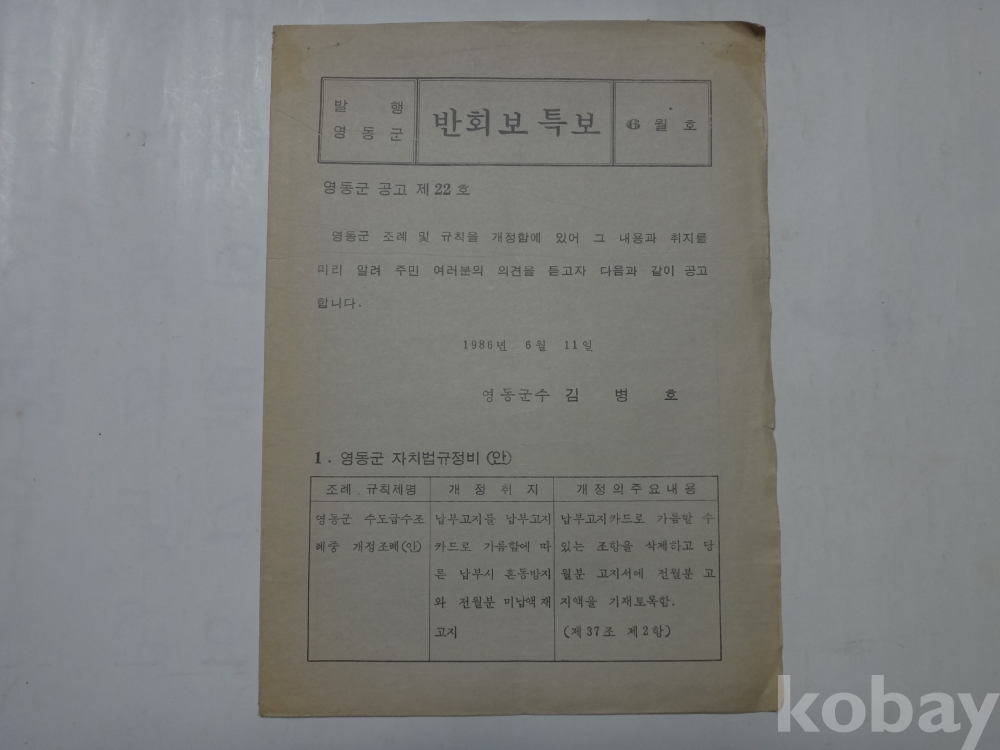 발 행
영 동 군
반회보특보
6 월 호
영동군 공고 제 22 호
영동군 조례 및 규칙을 개정함에 있어 그 내용과 취지를
미리 알려 주민 여러분의 의견을 듣고자 다음과 같이 공고
합니다.
1986년 6월 11일
영동군수 김 병 호
1. 영동군 자치법규정비 (안)
조례. 규칙제명 개 정 취 지 개정의주요내용
영동군 수도급수조 납부고지를 납부고지 납부고지카드로 가름할 수
례중 개정조례(안) 카드로 가름함에 따 있는 조항을 삭제하고 당
른 납부시 혼동방지 월분 고지서에 전월분 고
와 전월분 미납액재 지액을 기재토록함.
고지 (제37조 제2항)
kobay